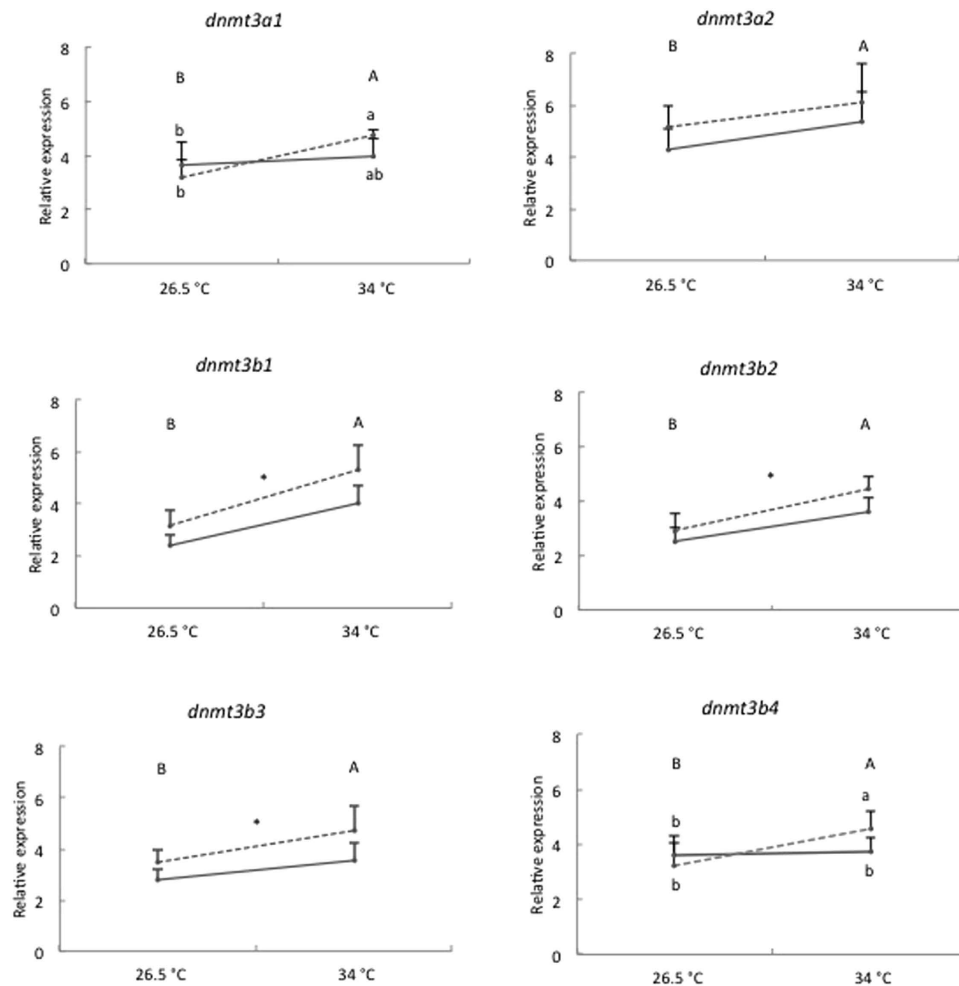 dnmt3a1
8
6
4
2
0
Relative expression
B
A
b
a
b
ab
26.5 °C
34 °C
dnmt3a2
8
6
4
2
0
Relative expression
B
A
26.5 °C
34 °C
dnmt3b1
8
6
4
2
0
Relative expression
B
A
*
26.5 °C
34 °C
dnmt3b2
8
6
4
2
0
Relative expression
B
A
*
26.5 °C
34 °C
dnmt3b3
8
6
4
2
0
Relative expression
B
A
*
26.5 °C
34 °C
dnmt3b4
8
6
4
2
0
Relative expression
B
A
b
a
b
b
26.5 °C
34 °C